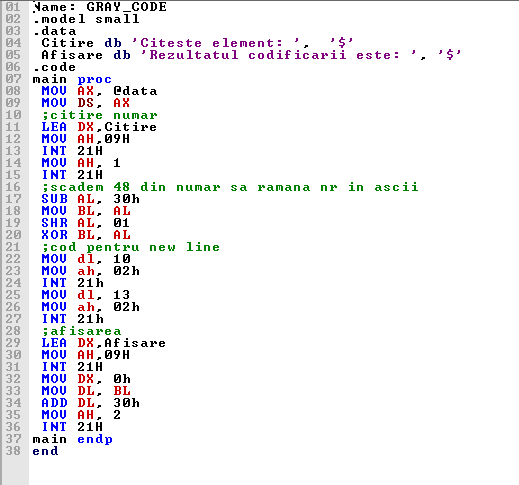 01 Name: GRAY_CODE
02 .model small
03 .data
04  Citire db 'Citeste element: ',  '$'
05  Afisare db 'Rezultatul codificarii este: ', '$'
06 .code
07 main proc
08  MOV AX, @data
09  MOV DS, AX
10  ;citire numar
11  LEA DX,Citire
12  MOV AH,09H
13  INT 21H
14  MOV AH, 1
15  INT 21H
16  ;scadem 48 din numar sa ramana nr in ascii
17  SUB AL, 30h
18  MOV BL, AL
19  SHR AL, 01
20  XOR BL, AL
21  ;cod pentru new line
22  MOV dl, 10
23  MOV ah, 02h
24  INT 21h
25  MOV dl, 13
26  MOV ah, 02h
27  INT 21h
28  ;afisarea
29  LEA DX,Afisare
30  MOV AH,09H
31  INT 21H
32  MOV DX, 0h
33  MOV DL, BL
34  ADD DL, 30h
35  MOV AH, 2
36  INT 21H
37 main endp
38 end